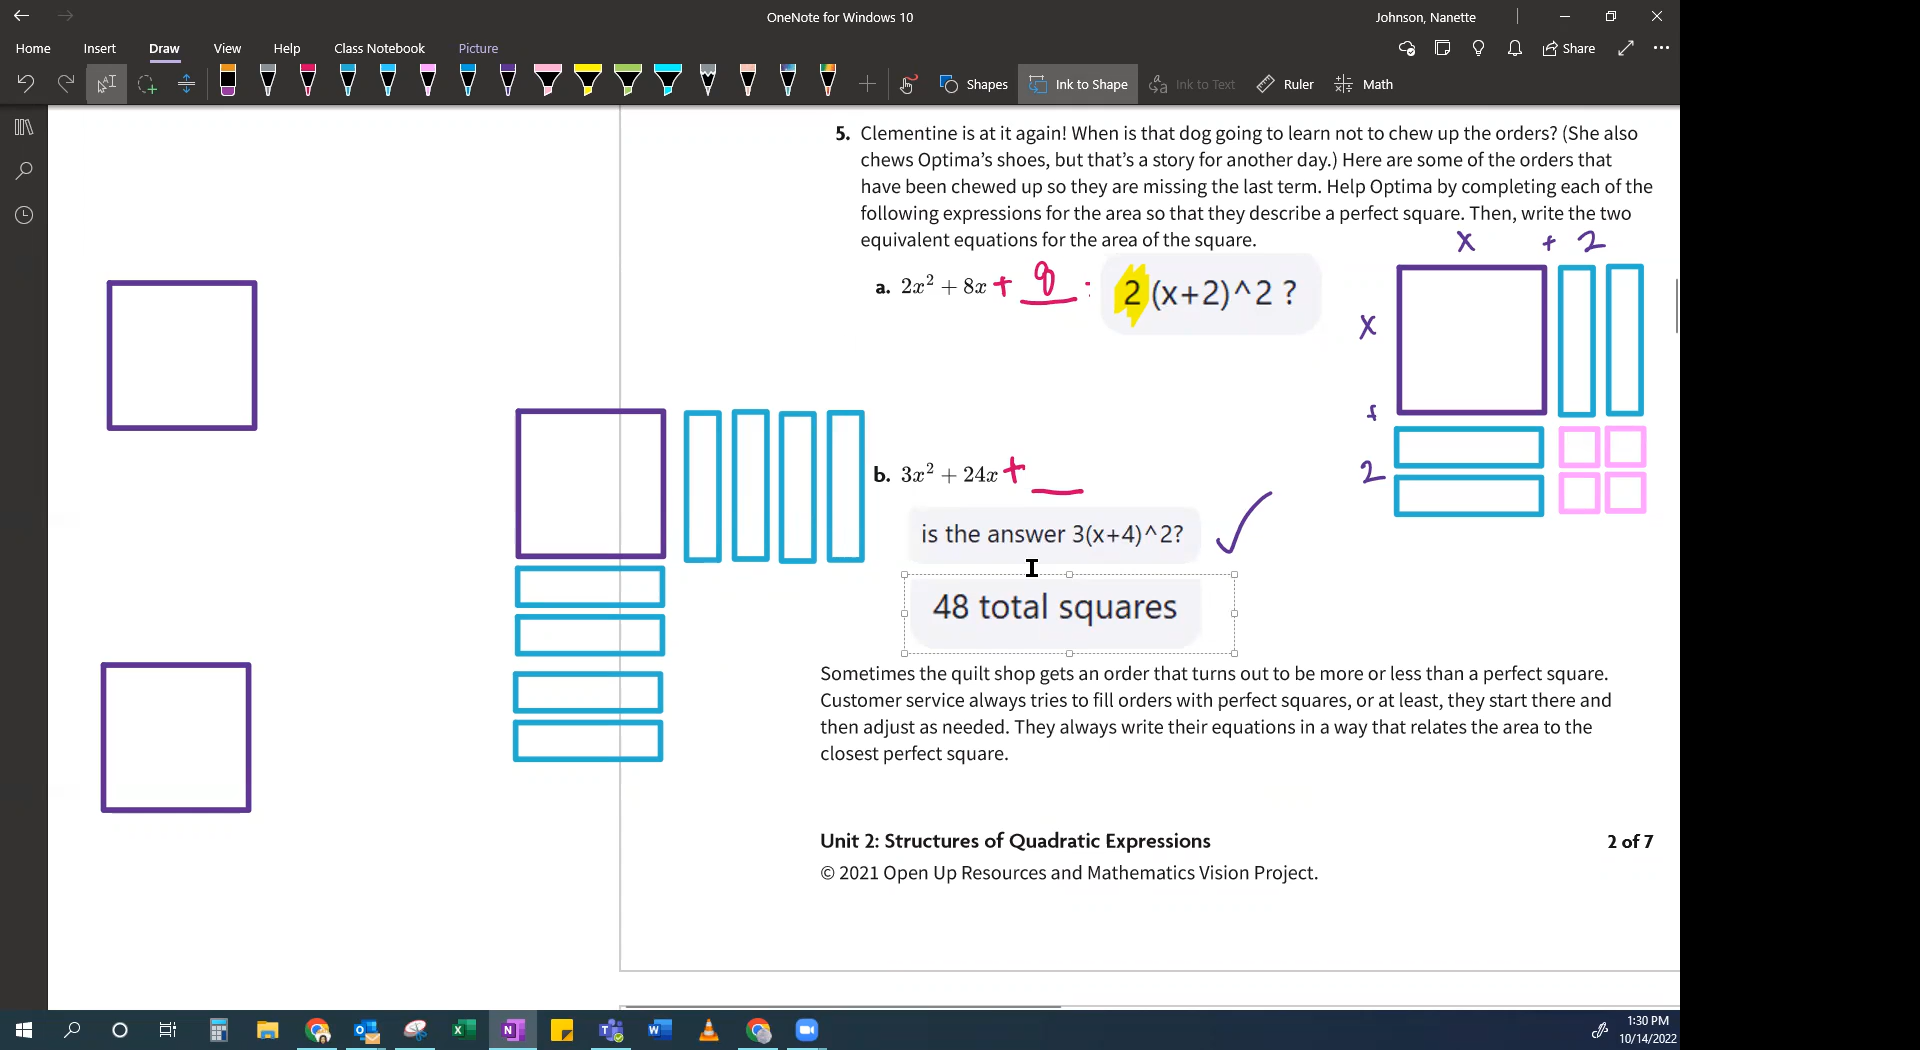 OneNote for Windows 10
Johnson, Nanette
Home Insert Draw View Help Class Notebook Picture
Share
Shapes Ink to Shape Ink to Text Ruler Math
5. Clementine is at it again! When is that dog going to learn not to chew up the orders? (She also
chews Optima's shoes, but that's a story for another day.) Here are some of the orders that
have been chewed up so they are missing the last term. Help Optima by completing each of the
following expressions for the area so that they describe a perfect square. Then, write the two
equivalent equations for the area of the square.
x + 2
a. 2x² + 8x + 8
2(x+2)^2 ?
x
+
2
b. 3x² + 24x + __
is the answer 3(x+4)^2?
48 total squares
Sometimes the quilt shop gets an order that turns out to be more or less than a perfect square.
Customer service always tries to fill orders with perfect squares, or at least, they start there and
then adjust as needed. They always write their equations in a way that relates the area to the
closest perfect square.
Unit 2: Structures of Quadratic Expressions 2 of 7
© 2021 Open Up Resources and Mathematics Vision Project.
1:30 PM
10/14/2022